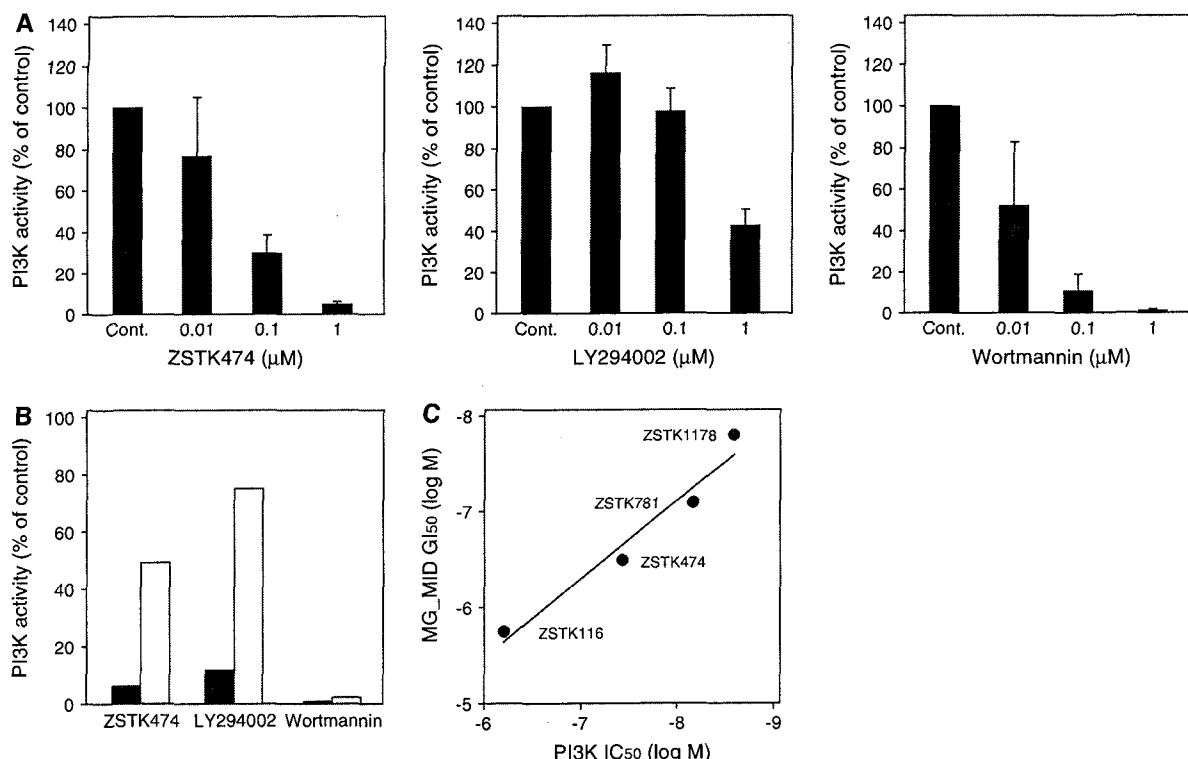 A
PI3K activity (% of control)
140
120
100
80
60
40
20
0
Cont. 0.01 0.1 1
ZSTK474 (μM)
PI3K activity (% of control)
140
120
100
80
60
40
20
0
Cont. 0.01 0.1 1
LY294002 (μM)
PI3K activity (% of control)
140
120
100
80
60
40
20
0
Cont. 0.01 0.1 1
Wortmannin (μM)
B
PI3K activity (% of control)
100
80
60
40
20
0
ZSTK474 LY294002 Wortmannin
C
MG_MID GI50 (log M)
-8
-7
-6
-5
ZSTK1178
ZSTK781
ZSTK474
ZSTK116
-6 -7 -8 -9
PI3K IC50 (log M)